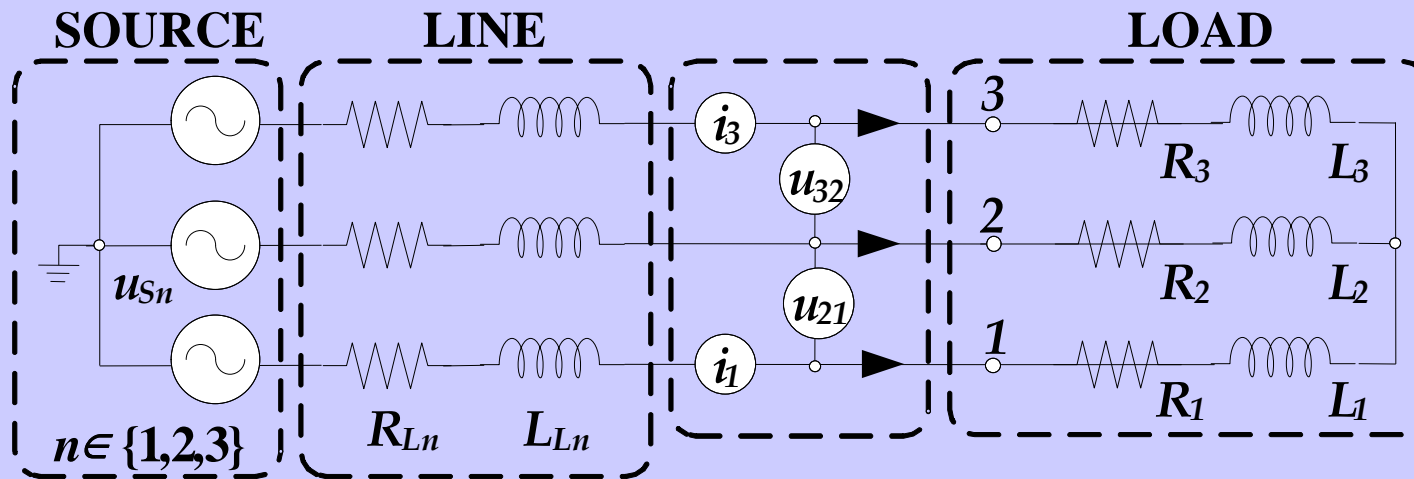 SOURCE LINE LOAD
3
i3
u32
R3 L3
2
uSn
R2 L2
u21
1
i1
R1 L1
RLn LLn
n∈ {1,2,3}